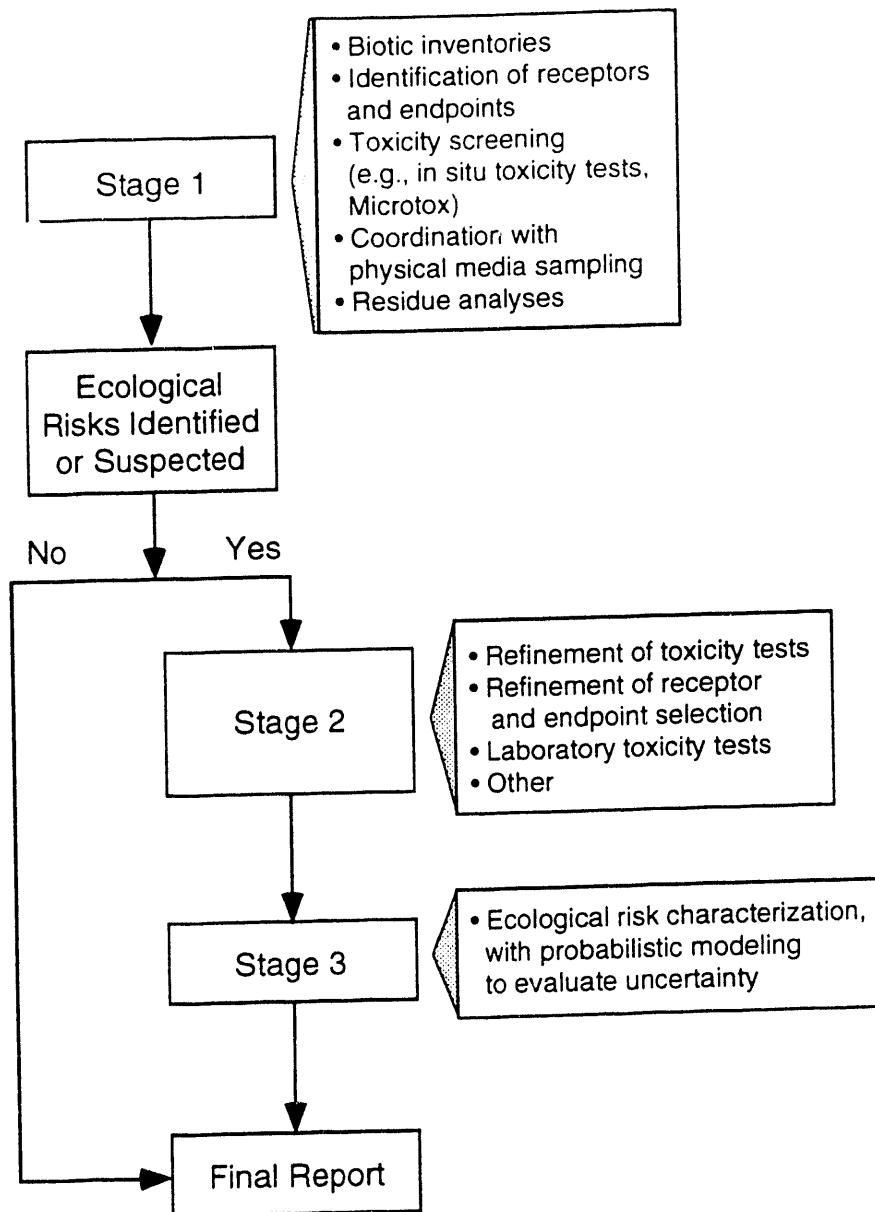 • Biotic inventories
• Identification of receptors
and endpoints
• Toxicity screening
(e.g., in situ toxicity tests,
Microtox)
• Coordination with
physical media sampling
• Residue analyses
Stage 1
Ecological
Risks Identified
or Suspected
No
Yes
Stage 2
• Refinement of toxicity tests
• Refinement of receptor
and endpoint selection
• Laboratory toxicity tests
• Other
Stage 3
• Ecological risk characterization,
with probabilistic modeling
to evaluate uncertainty
Final Report